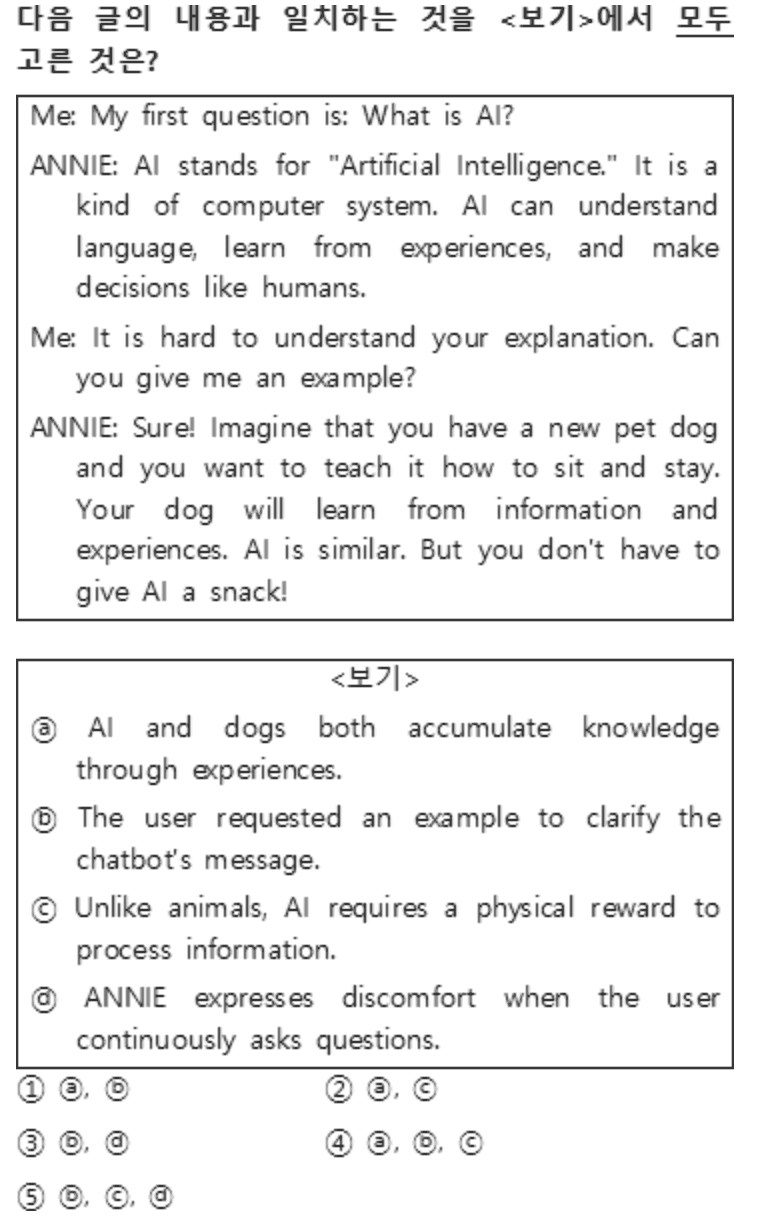 다음 글의 내용과 일치하는 것을 <보기>에서 모두
고른 것은?
Me: My first question is: What is AI?
ANNIE: AI stands for "Artificial Intelligence." It is a
kind of computer system. AI can understand
language, learn from experiences, and make
decisions like humans.
Me: It is hard to understand your explanation. Can
you give me an example?
ANNIE: Sure! Imagine that you have a new pet dog
and you want to teach it how to sit and stay.
Your dog will learn from information and
experiences. AI is similar. But you don't have to
give AI a snack!
<보기>
ⓐ AI and dogs both accumulate knowledge
through experiences.
ⓑ The user requested an example to clarify the
chatbot's message.
ⓒ Unlike animals, AI requires a physical reward to
process information.
ⓓ ANNIE expresses discomfort when the user
continuously asks questions.
① ⓐ, ⓑ ② ⓐ, ⓒ
③ ⓑ, ⓓ ④ ⓐ, ⓑ, ⓒ
⑤ ⓑ, ⓒ, ⓓ